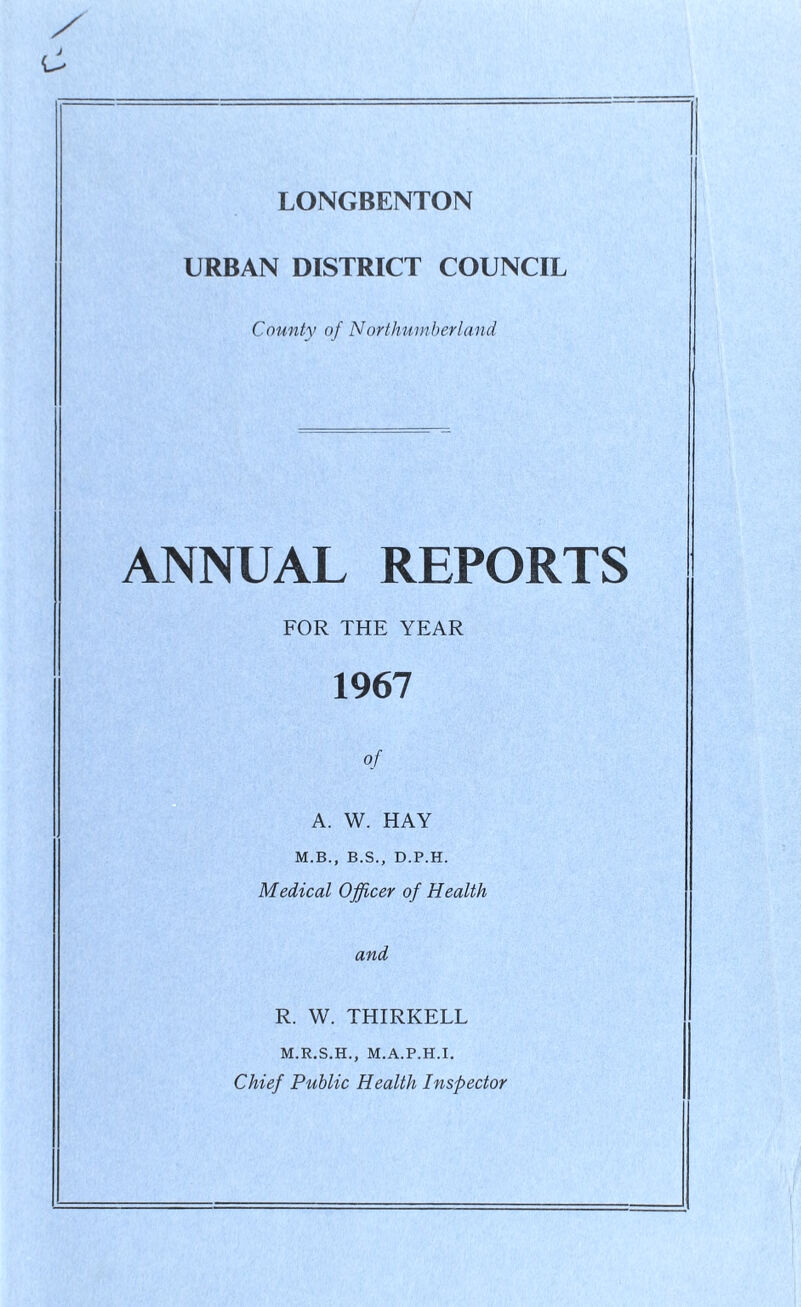 LONGBENTON
URBAN DISTRICT COUNCIL
County of Northumberland
ANNUAL REPORTS
FOR THE YEAR
1967
of
A. W. HAY
M.B., B.S., D.P.H.
Medical Officer of Health
and
R. W. THIRKELL
M.R.S.H., M.A.P.H.I.
Chief Public Health Inspector